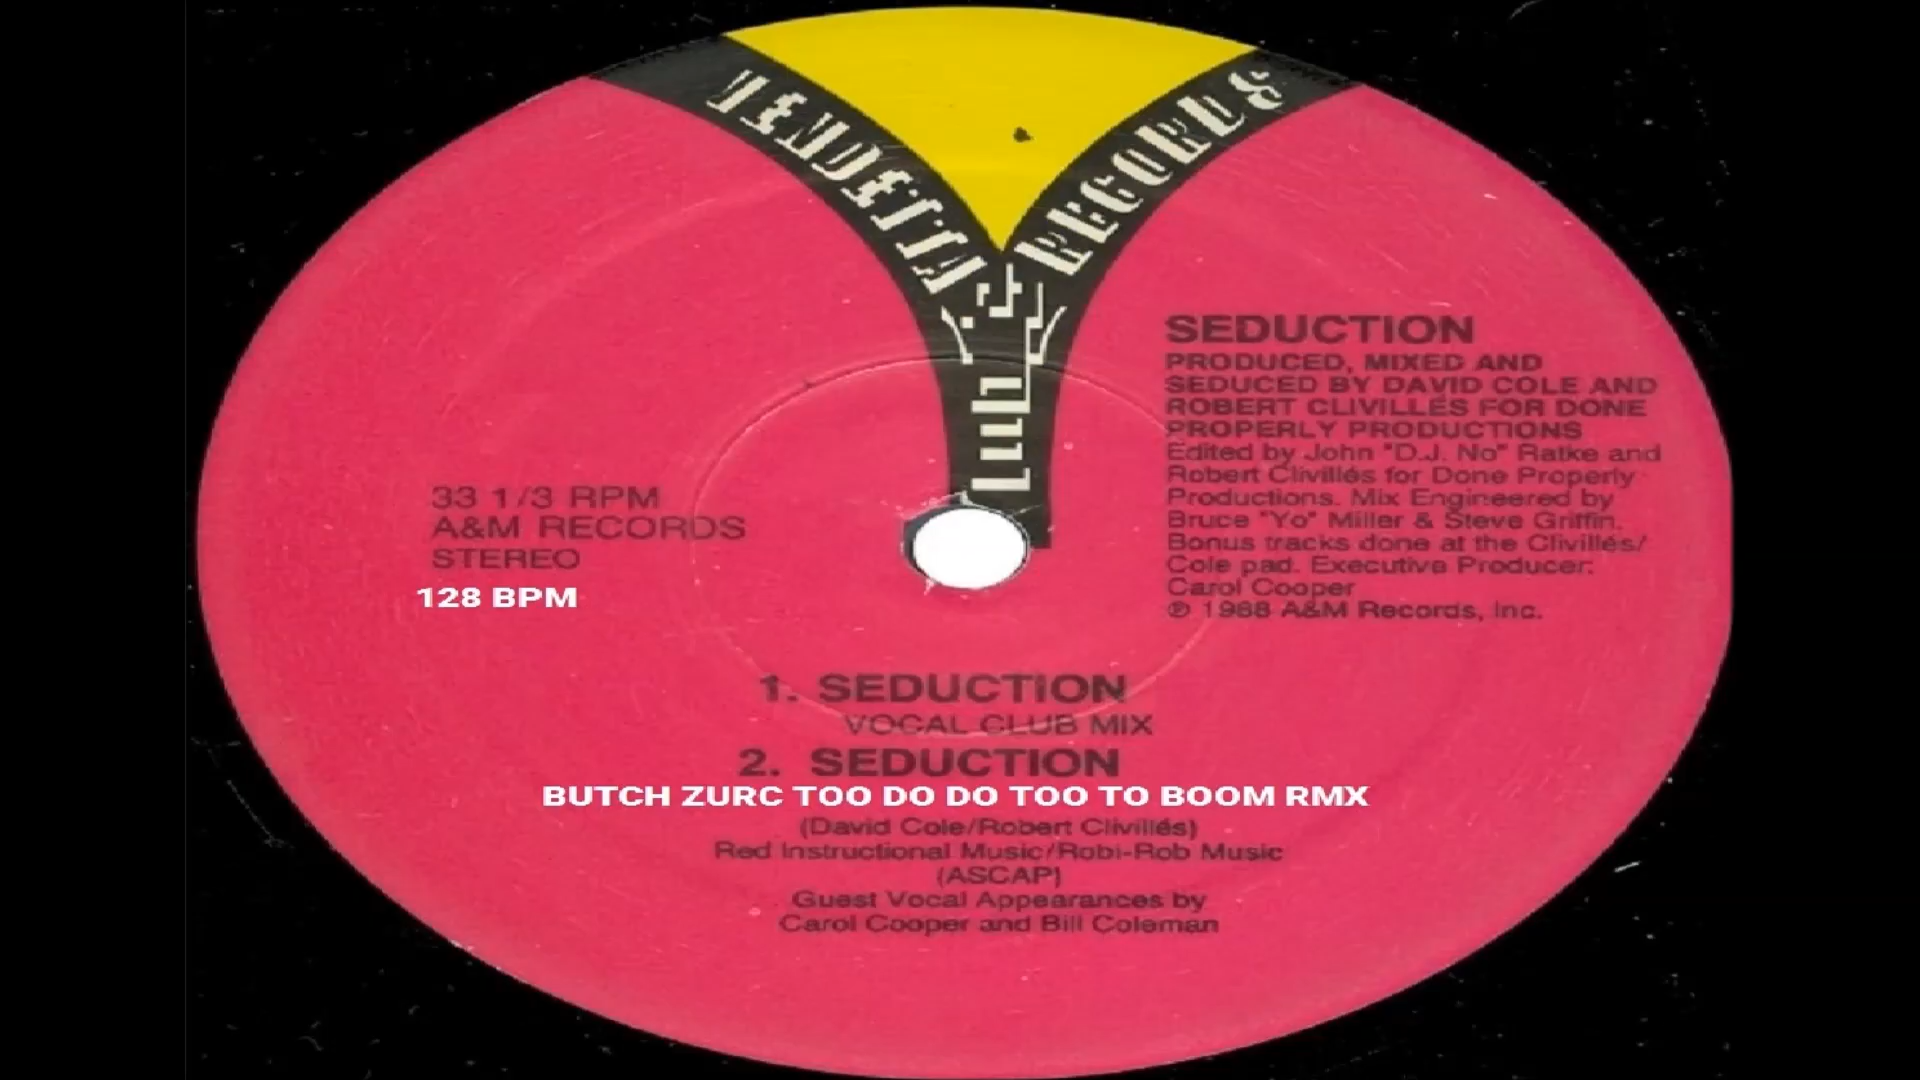 VENDETTA RECORDS
SEDUCTION
PRODUCED, MIXED AND
SEDUCED BY DAVID COLE AND
ROBERT CLIVILLÉS FOR DONE
PROPERLY PRODUCTIONS
Edited by John "D.J. No" Ratke and
Robert Clivillés for Done Properly
Productions. Mix Engineered by
Bruce "Yo" Miller & Steve Griffin.
Bonus tracks done at the Clivillés/
Cole pad. Executive Producer:
Carol Cooper
℗ 1988 A&M Records, Inc.
33 1/3 RPM
A&M RECORDS
STEREO
128 BPM
1. SEDUCTION
VOCAL CLUB MIX
2. SEDUCTION
BUTCH ZURC TOO DO DO TOO TO BOOM RMX
(David Cole/Robert Clivillés)
Red Instructional Music/Robi-Rob Music
(ASCAP)
Guest Vocal Appearances by
Carol Cooper and Bill Coleman